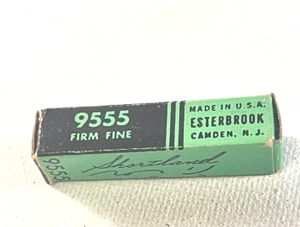 9555
FIRM FINE
MADE IN U.S.A.
ESTERBROOK
CAMDEN, N. J.
9555
Shorthand